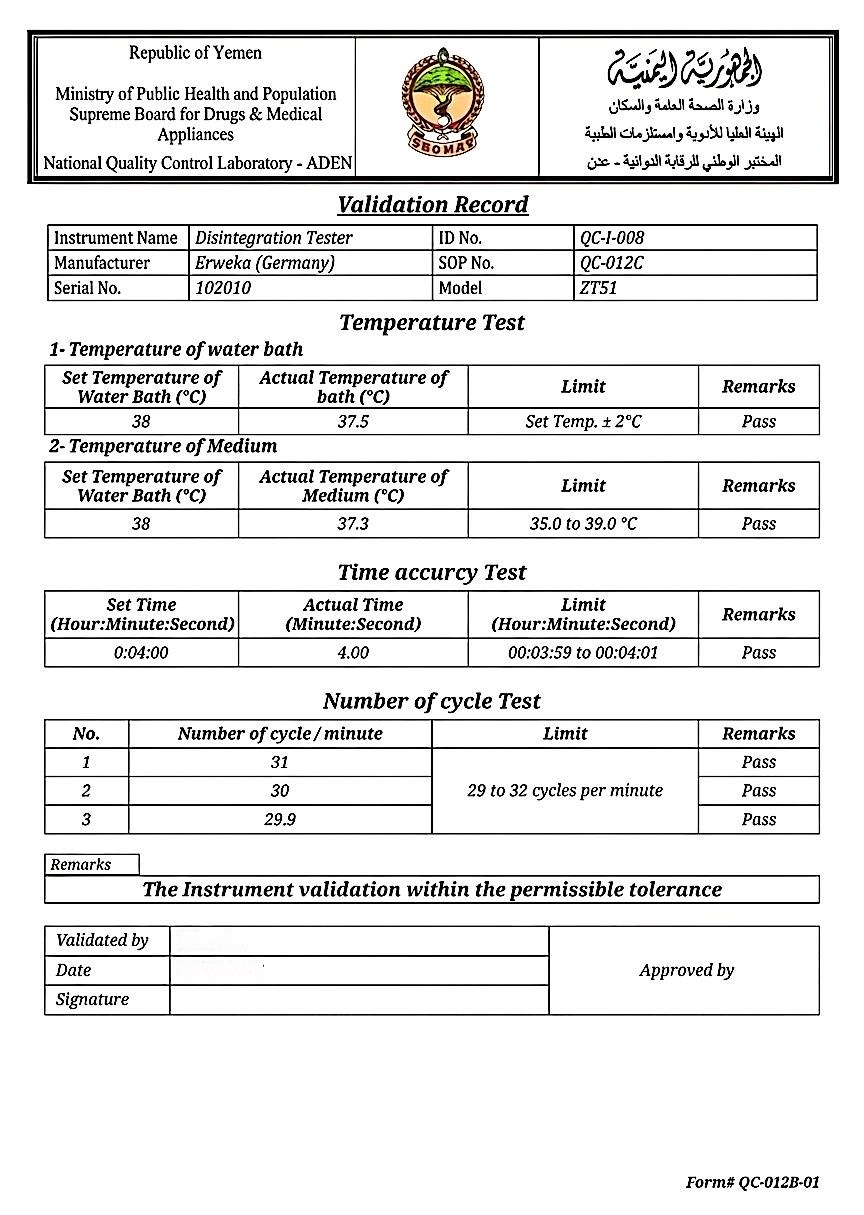 Republic of Yemen
Ministry of Public Health and Population
Supreme Board for Drugs & Medical
Appliances
National Quality Control Laboratory - ADEN
SBDMA
الجمهورية اليمنية
وزارة الصحة العامة والسكان
الهيئة العليا للأدوية والمستلزمات الطبية
المختبر الوطني للرقابة الدوائية - عدن
Validation Record
Instrument Name Disintegration Tester ID No. QC-I-008
Manufacturer Erweka (Germany) SOP No. QC-012C
Serial No. 102010 Model ZT51
Temperature Test
1- Temperature of water bath
Set Temperature of Water Bath (°C) Actual Temperature of bath (°C) Limit Remarks
38 37.5 Set Temp. ± 2°C Pass
2- Temperature of Medium
Set Temperature of Water Bath (°C) Actual Temperature of Medium (°C) Limit Remarks
38 37.3 35.0 to 39.0 °C Pass
Time accurcy Test
Set Time (Hour:Minute:Second) Actual Time (Minute:Second) Limit (Hour:Minute:Second) Remarks
0:04:00 4.00 00:03:59 to 00:04:01 Pass
Number of cycle Test
No. Number of cycle / minute Limit Remarks
1 31 Pass
2 30 29 to 32 cycles per minute Pass
3 29.9 Pass
Remarks
The Instrument validation within the permissible tolerance
Validated by
Date Approved by
Signature
Form# QC-012B-01